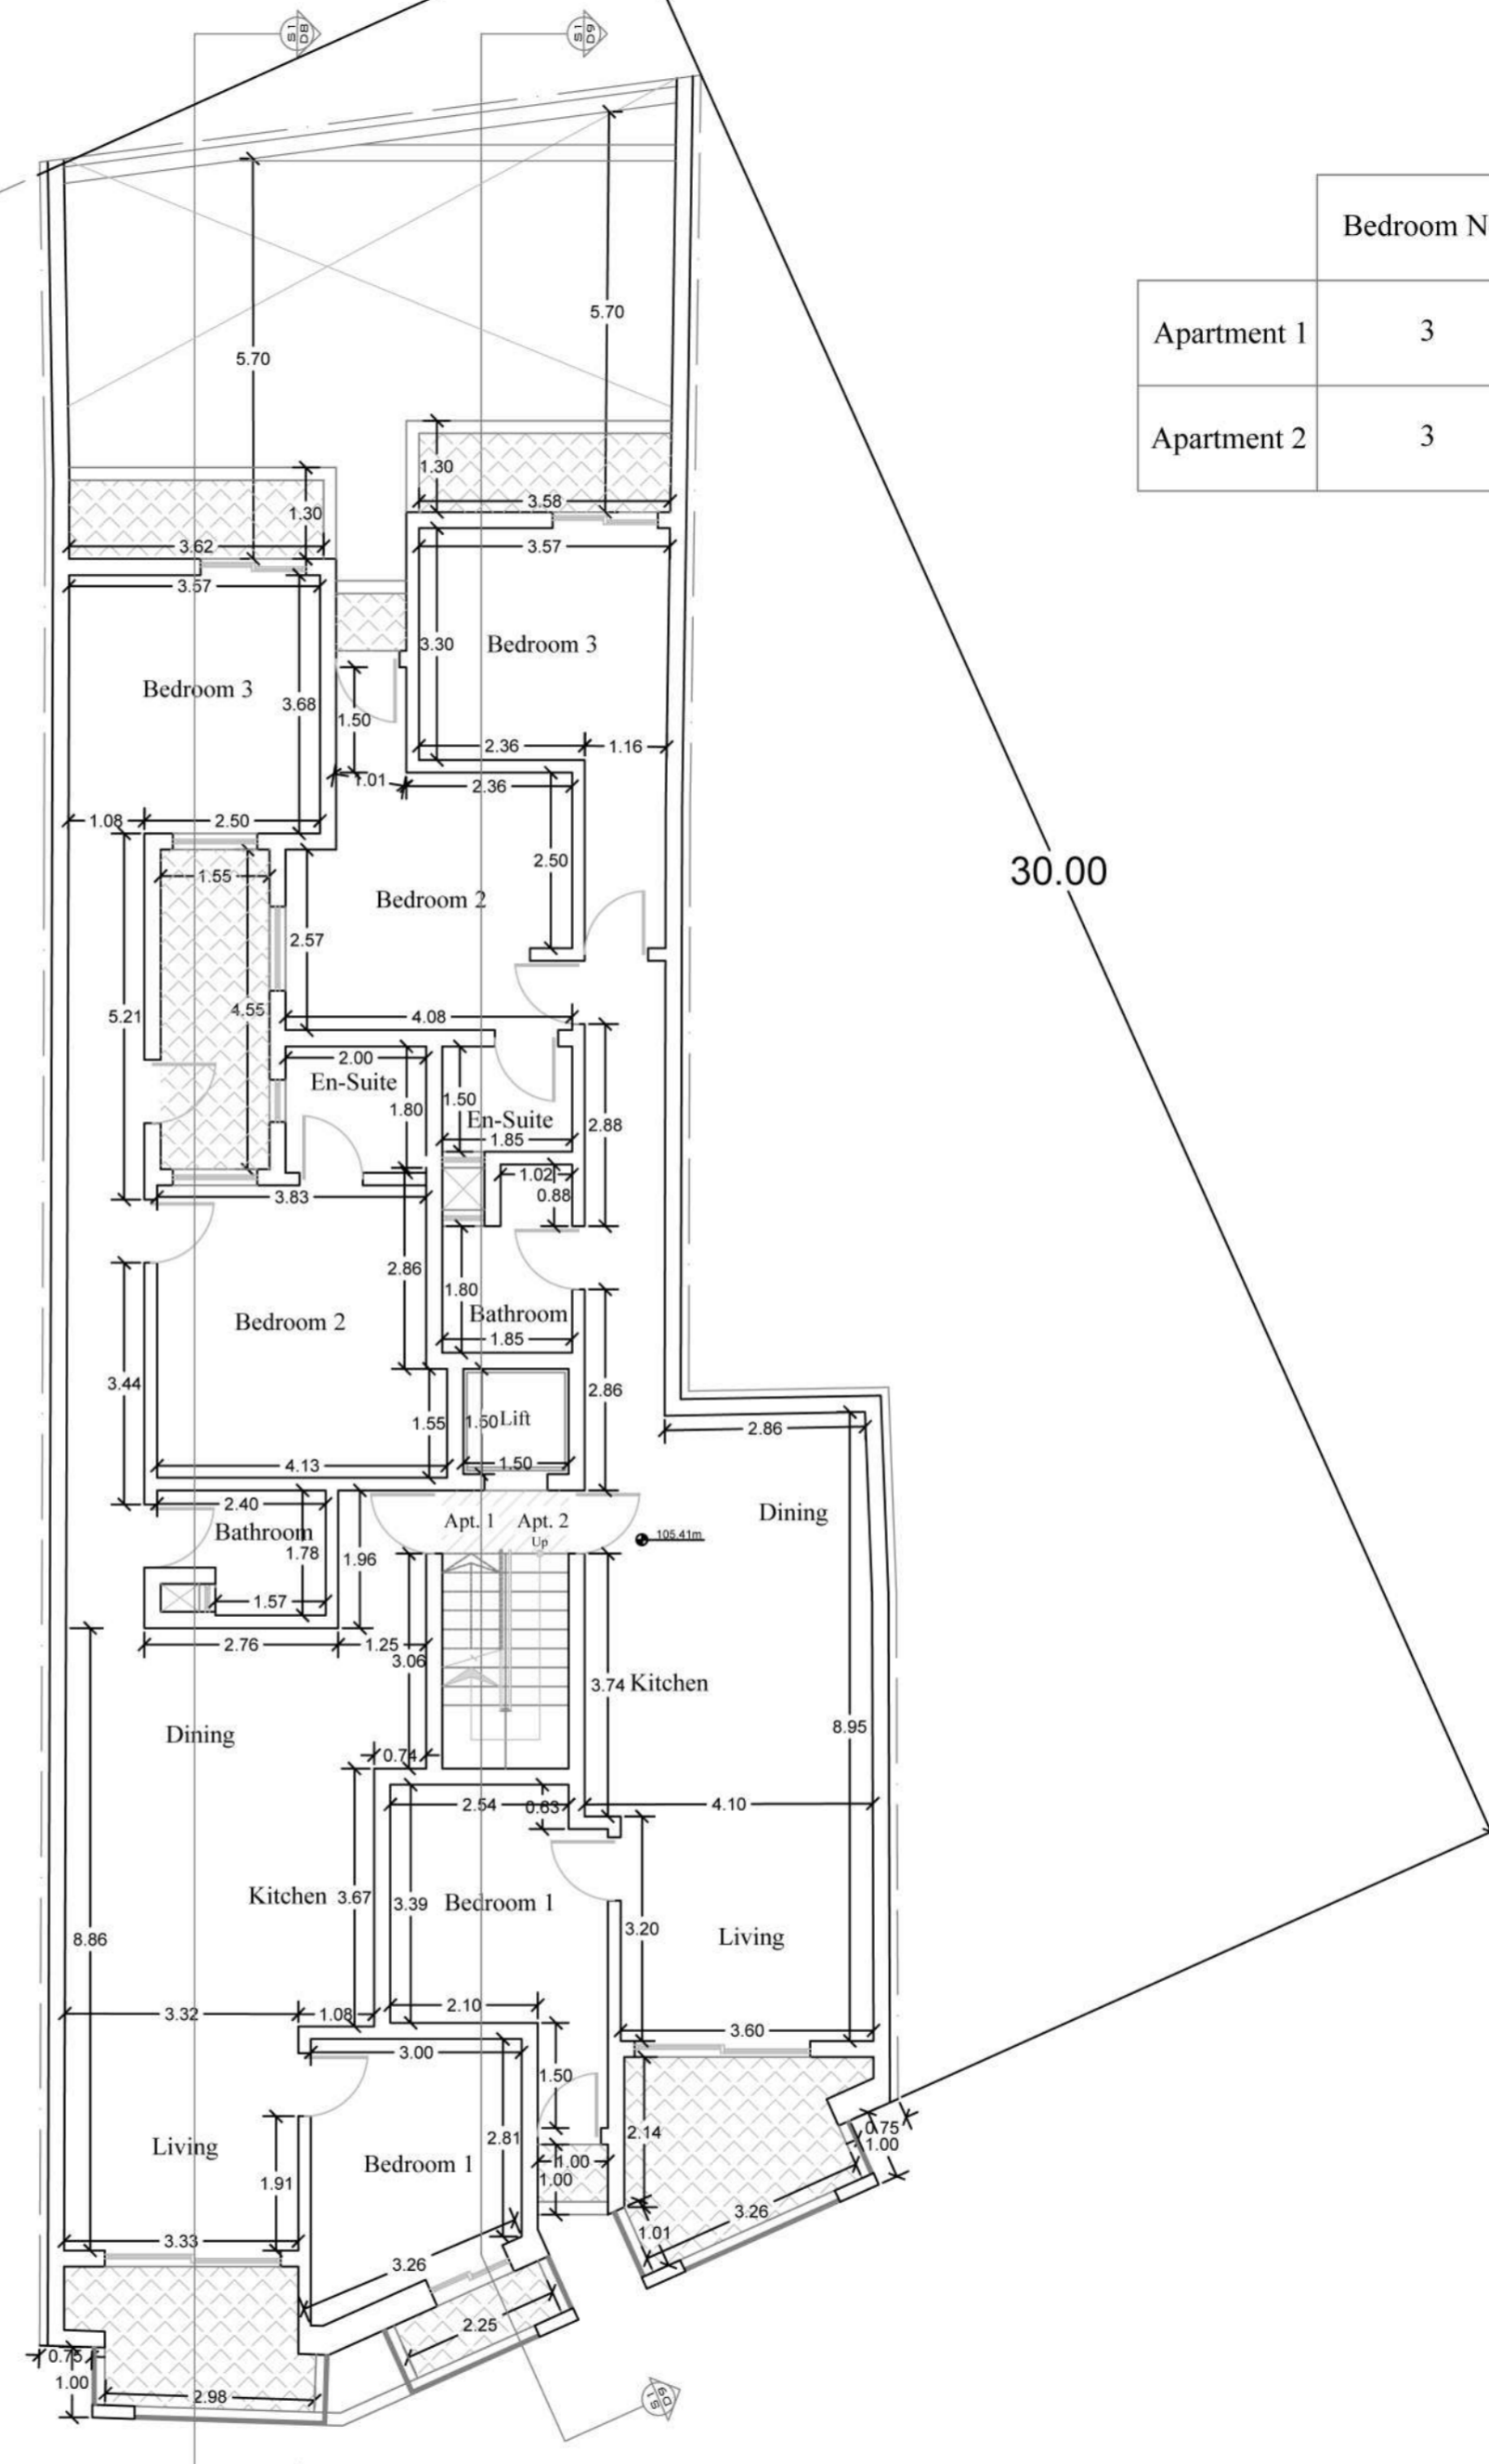 S1
D8
S1
D9
Bedroom N
Apartment 1
3
Apartment 2
3
5.70
5.70
1.30
3.58
3.57
1.30
3.62
3.57
3.30
Bedroom 3
Bedroom 3
3.68
1.50
2.36
1.16
1.01
2.36
1.08
2.50
2.50
1.55
Bedroom 2
30.00
2.57
5.21
4.55
4.08
2.00
En-Suite
1.80
1.50
En-Suite
1.85
2.88
1.02
0.88
3.83
2.86
1.80
Bathroom
1.85
Bedroom 2
3.44
2.86
1.55
1.50
Lift
1.50
2.86
4.13
2.40
Bathroom
1.78
1.96
Apt. 1
Apt. 2
Up
105.41m
Dining
1.57
2.76
1.25
3.06
3.74
Kitchen
8.95
Dining
0.74
2.54
0.63
4.10
Kitchen
3.67
3.39
Bedroom 1
3.20
Living
8.86
3.32
1.08
2.10
3.60
3.00
1.50
2.81
2.14
0.75
1.00
Living
Bedroom 1
1.00
1.00
1.91
3.26
1.01
3.33
3.26
2.25
0.75
1.00
2.98
S1
D9